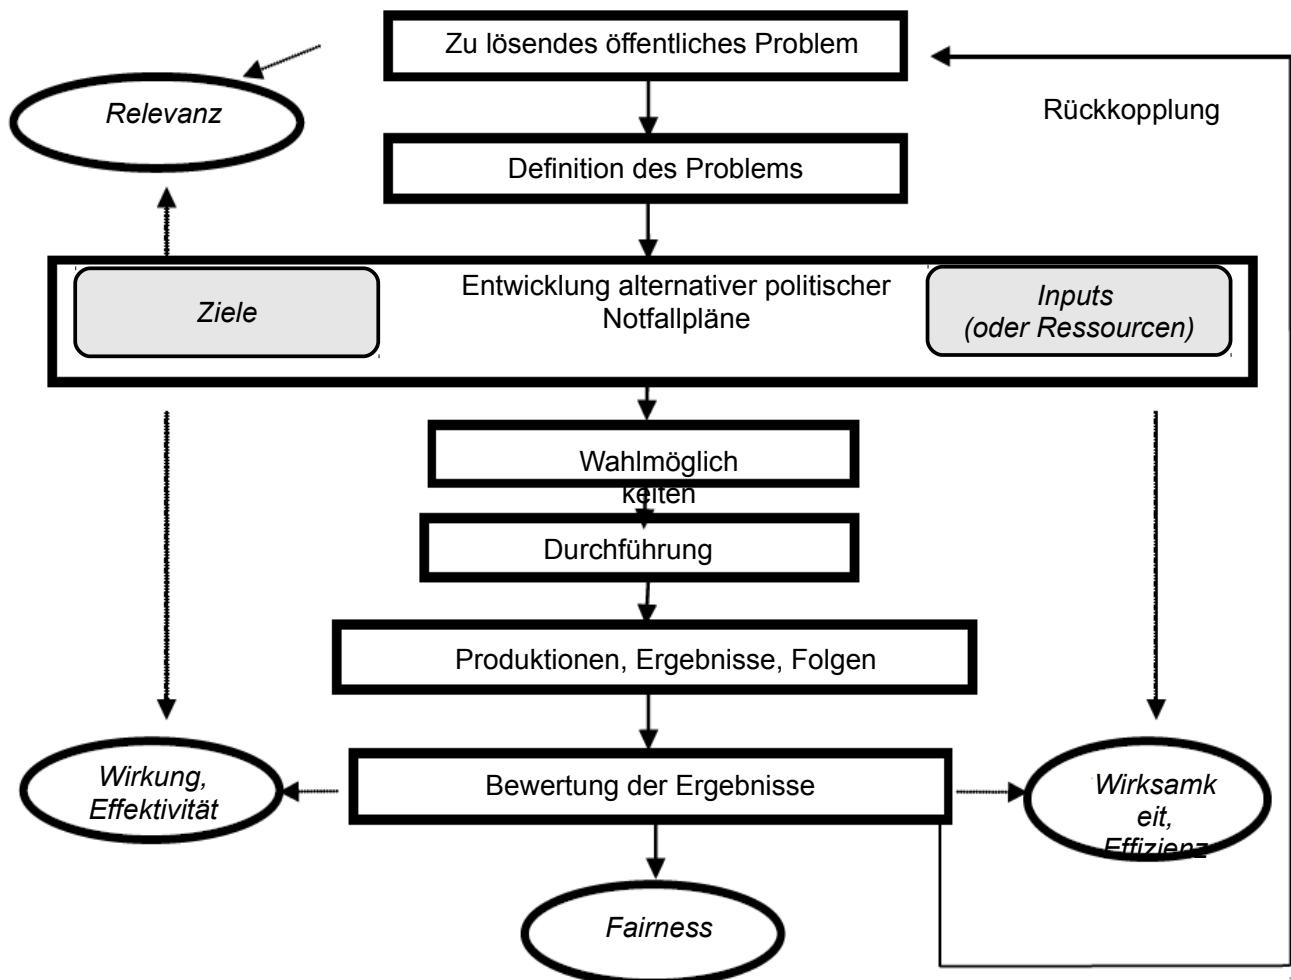 Zu lösendes öffentliches Problem
Relevanz
Rückkopplung
Definition des Problems
Ziele
Entwicklung alternativer politischer
Notfallpläne
Inputs
(oder Ressourcen)
Wahlmöglich
keiten
Durchführung
Produktionen, Ergebnisse, Folgen
Wirkung,
Effektivität
Bewertung der Ergebnisse
Wirksamk
eit,
Effizienz
Fairness